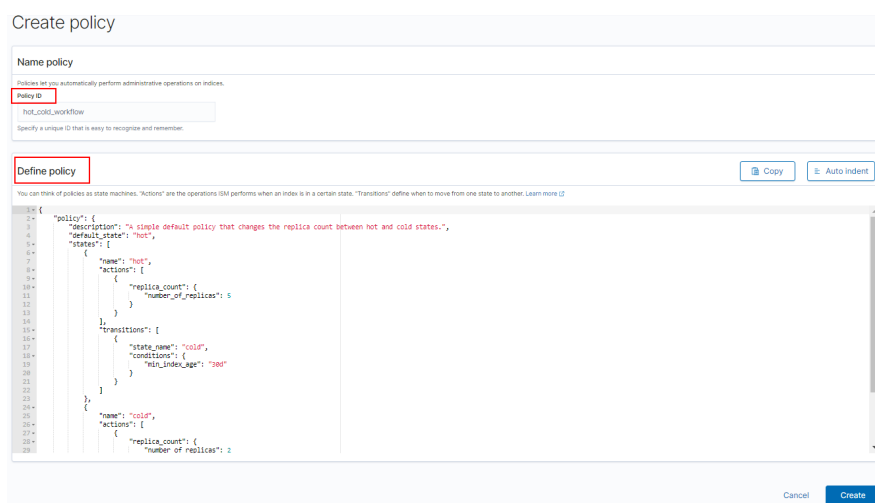 Create policy
Name policy
Policies let you automatically perform administrative operations on indices.
Policy ID
hot_cold_workflow
Specify a unique ID that is easy to recognize and remember.
Define policy
Copy
Auto indent
You can think of policies as state machines. "Actions" are the operations ISM performs when an index is in a certain state. "Transitions" define when to move from one state to another. Learn more
1 {
2 "policy": {
3 "description": "A simple default policy that changes the replica count between hot and cold states.",
4 "default_state": "hot",
5 "states": [
6 {
7 "name": "hot",
8 "actions": [
9 {
10 "replica_count": {
11 "number_of_replicas": 5
12 }
13 }
14 ],
15 "transitions": [
16 {
17 "state_name": "cold",
18 "conditions": {
19 "min_index_age": "30d"
20 }
21 }
22 ]
23 },
24 {
25 "name": "cold",
26 "actions": [
27 {
28 "replica_count": {
29 "number_of_replicas": 2
Cancel
Create